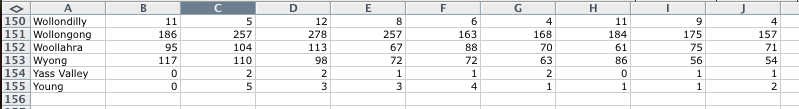 <> A B C D E F G H I J
150 Wollondilly 11 5 12 8 6 4 11 9 4
151 Wollongong 186 257 278 257 163 168 184 175 157
152 Woollahra 95 104 113 67 88 70 61 75 71
153 Wyong 117 110 98 72 72 63 86 56 54
154 Yass Valley 0 2 2 1 1 2 0 1 1
155 Young 0 5 3 3 4 1 1 1 2
156